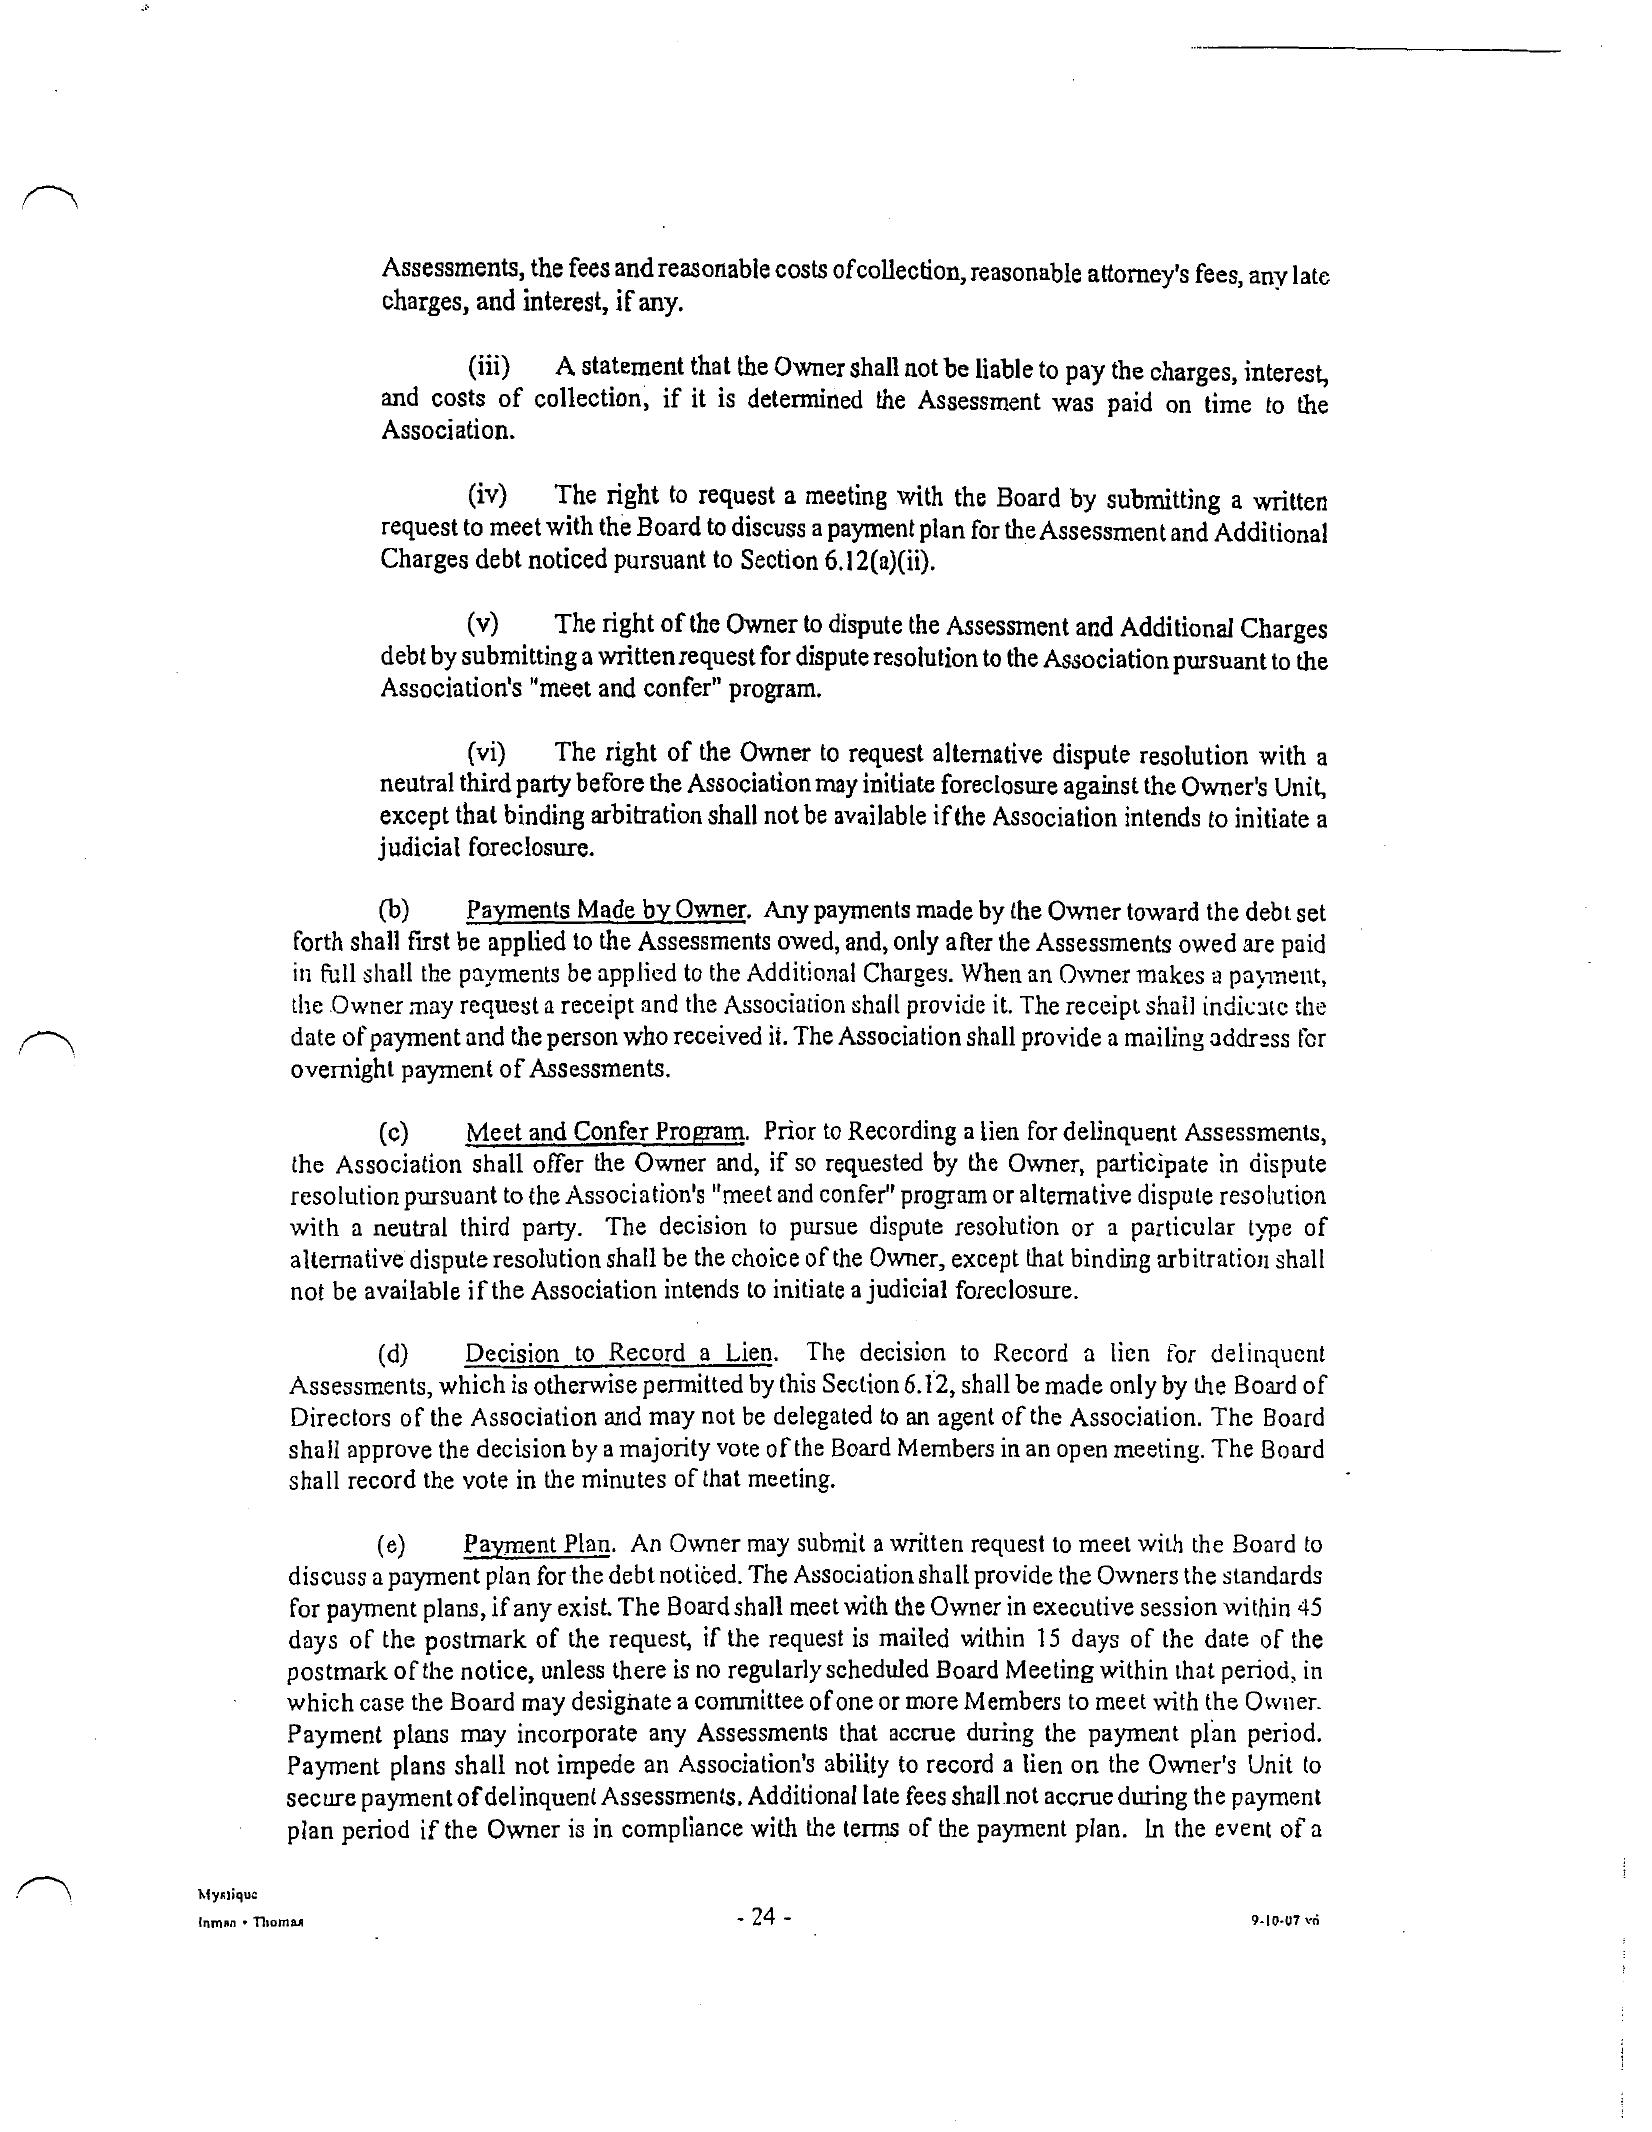 Assessments, the fees and reasonable costs of collection, reasonable attorney's fees, any late
charges, and interest, if any.
(iii) A statement that the Owner shall not be liable to pay the charges, interest,
and costs of collection, if it is determined the Assessment was paid on time to the
Association.
(iv) The right to request a meeting with the Board by submitting a written
request to meet with the Board to discuss a payment plan for the Assessment and Additional
Charges debt noticed pursuant to Section 6.12(a)(ii).
(v) The right of the Owner to dispute the Assessment and Additional Charges
debt by submitting a written request for dispute resolution to the Association pursuant to the
Association's "meet and confer" program.
(vi) The right of the Owner to request alternative dispute resolution with a
neutral third party before the Association may initiate foreclosure against the Owner's Unit,
except that binding arbitration shall not be available if the Association intends to initiate a
judicial foreclosure.
(b) Payments Made by Owner. Any payments made by the Owner toward the debt set
forth shall first be applied to the Assessments owed, and, only after the Assessments owed are paid
in full shall the payments be applied to the Additional Charges. When an Owner makes a payment,
the Owner may request a receipt and the Association shall provide it. The receipt shall indicate the
date of payment and the person who received it. The Association shall provide a mailing address for
overnight payment of Assessments.
(c) Meet and Confer Program. Prior to Recording a lien for delinquent Assessments,
the Association shall offer the Owner and, if so requested by the Owner, participate in dispute
resolution pursuant to the Association's "meet and confer" program or alternative dispute resolution
with a neutral third party. The decision to pursue dispute resolution or a particular type of
alternative dispute resolution shall be the choice of the Owner, except that binding arbitration shall
not be available if the Association intends to initiate a judicial foreclosure.
(d) Decision to Record a Lien. The decision to Record a lien for delinquent
Assessments, which is otherwise permitted by this Section 6.12, shall be made only by the Board of
Directors of the Association and may not be delegated to an agent of the Association. The Board
shall approve the decision by a majority vote of the Board Members in an open meeting. The Board
shall record the vote in the minutes of that meeting.
(e) Payment Plan. An Owner may submit a written request to meet with the Board to
discuss a payment plan for the debt noticed. The Association shall provide the Owners the standards
for payment plans, if any exist. The Board shall meet with the Owner in executive session within 45
days of the postmark of the request, if the request is mailed within 15 days of the date of the
postmark of the notice, unless there is no regularly scheduled Board Meeting within that period, in
which case the Board may designate a committee of one or more Members to meet with the Owner.
Payment plans may incorporate any Assessments that accrue during the payment plan period.
Payment plans shall not impede an Association's ability to record a lien on the Owner's Unit to
secure payment of delinquent Assessments. Additional late fees shall not accrue during the payment
plan period if the Owner is in compliance with the terms of the payment plan. In the event of a
Mystique
Inman • Thomas
- 24 -
9-10-07 v6